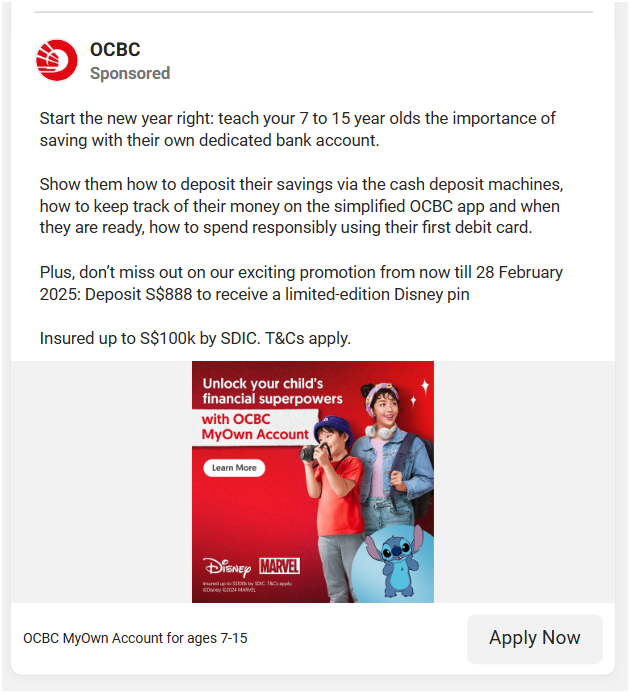 OCBC
Sponsored
Start the new year right: teach your 7 to 15 year olds the importance of
saving with their own dedicated bank account.
Show them how to deposit their savings via the cash deposit machines,
how to keep track of their money on the simplified OCBC app and when
they are ready, how to spend responsibly using their first debit card.
Plus, don’t miss out on our exciting promotion from now till 28 February
2025: Deposit S$888 to receive a limited-edition Disney pin
Insured up to S$100k by SDIC. T&Cs apply.
Unlock your child’s
financial superpowers
with OCBC
MyOwn Account
Learn More
Disney MARVEL
Insured up to S$100k by SDIC. T&Cs apply.
©Disney ©2024 MARVEL
OCBC MyOwn Account for ages 7-15
Apply Now